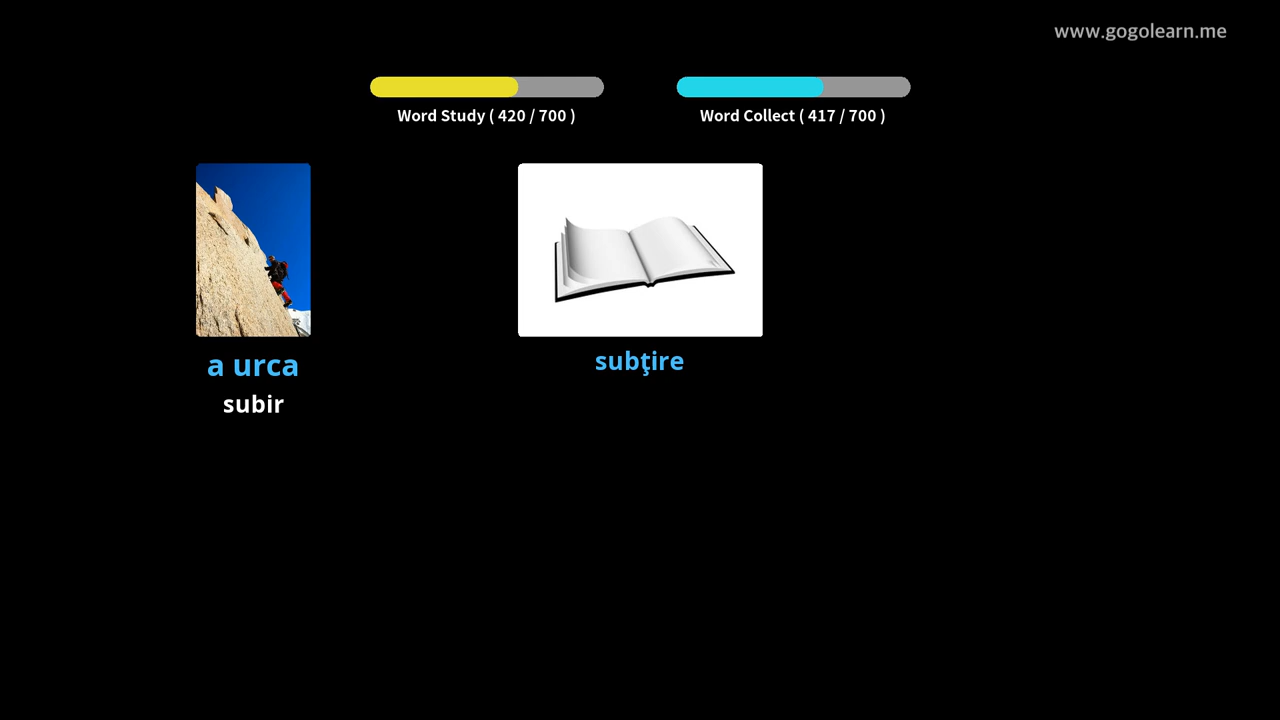 www.gogolearn.me
Word Study ( 420 / 700 )
Word Collect ( 417 / 700 )
a urca
subir
subţire